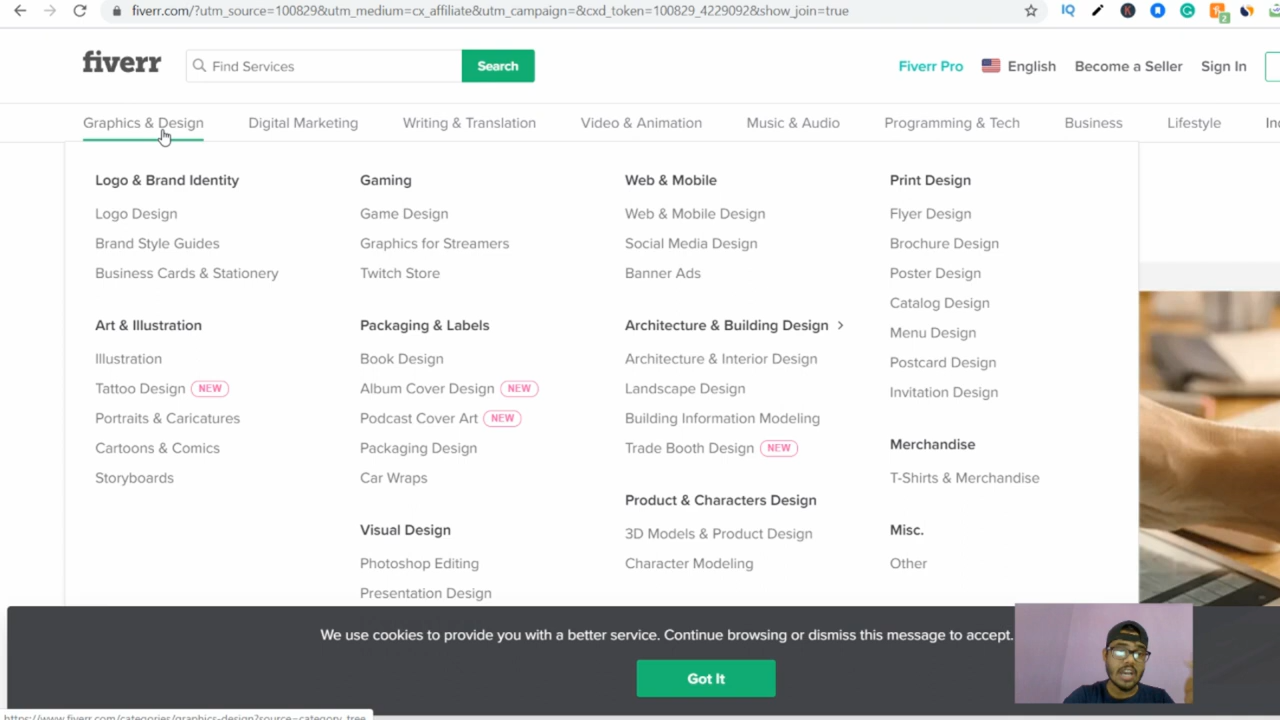 fiverr.com/?utm_source=100829&utm_medium=cx_affiliate&utm_campaign=&cxd_token=100829_4229092&show_join=true
IQ
K
G
2
fiverr
Find Services
Search
Fiverr Pro
English
Become a Seller
Sign In
Graphics & Design
Digital Marketing
Writing & Translation
Video & Animation
Music & Audio
Programming & Tech
Business
Lifestyle
Logo & Brand Identity
Logo Design
Brand Style Guides
Business Cards & Stationery
Art & Illustration
Illustration
Tattoo Design NEW
Portraits & Caricatures
Cartoons & Comics
Storyboards
Gaming
Game Design
Graphics for Streamers
Twitch Store
Packaging & Labels
Book Design
Album Cover Design NEW
Podcast Cover Art NEW
Packaging Design
Car Wraps
Visual Design
Photoshop Editing
Presentation Design
Web & Mobile
Web & Mobile Design
Social Media Design
Banner Ads
Architecture & Building Design >
Architecture & Interior Design
Landscape Design
Building Information Modeling
Trade Booth Design NEW
Product & Characters Design
3D Models & Product Design
Character Modeling
Print Design
Flyer Design
Brochure Design
Poster Design
Catalog Design
Menu Design
Postcard Design
Invitation Design
Merchandise
T-Shirts & Merchandise
Misc.
Other
We use cookies to provide you with a better service. Continue browsing or dismiss this message to accept.
Got It
https://www.fiverr.com/categories/graphics-design?source=category_tree